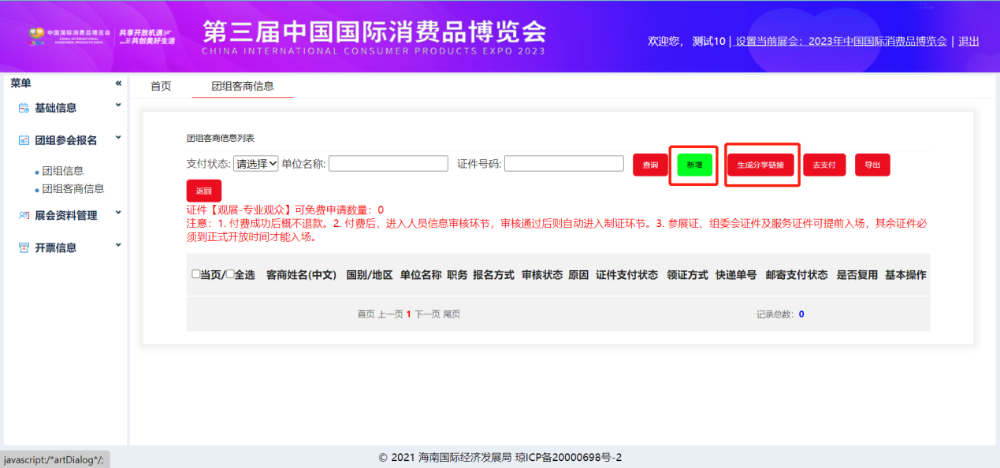 中国国际消费品博览会
CHINA INTERNATIONAL
CONSUMER PRODUCTS EXPO
共享开放机遇
共创美好生活
第三届中国国际消费品博览会
CHINA INTERNATIONAL CONSUMER PRODUCTS EXPO 2023
欢迎您， 测试10 | 设置当前展会：2023年中国国际消费品博览会 | 退出
菜单 «
首页 团组客商信息
基础信息
团组参会报名
团组信息
团组客商信息
展会资料管理
开票信息
团组客商信息列表
支付状态: 请选择 单位名称: 证件号码: 查询 新增 生成分享链接 去支付 导出
返回
证件【观展-专业观众】可免费申请数量：0
注意：1. 付费成功后概不退款。2. 付费后，进入人员信息审核环节，审核通过后则自动进入制证环节。3. 参展证、组委会证件及服务证件可提前入场，其余证件必
须到正式开放时间才能入场。
当页/全选 客商姓名(中文) 国别/地区 单位名称 职务 报名方式 审核状态 原因 证件支付状态 领证方式 快递单号 邮寄支付状态 是否复用 基本操作
首页 上一页 1 下一页 尾页 记录总数：0
© 2021 海南国际经济发展局 琼ICP备20000698号-2
javascript:/*artDialog*/;